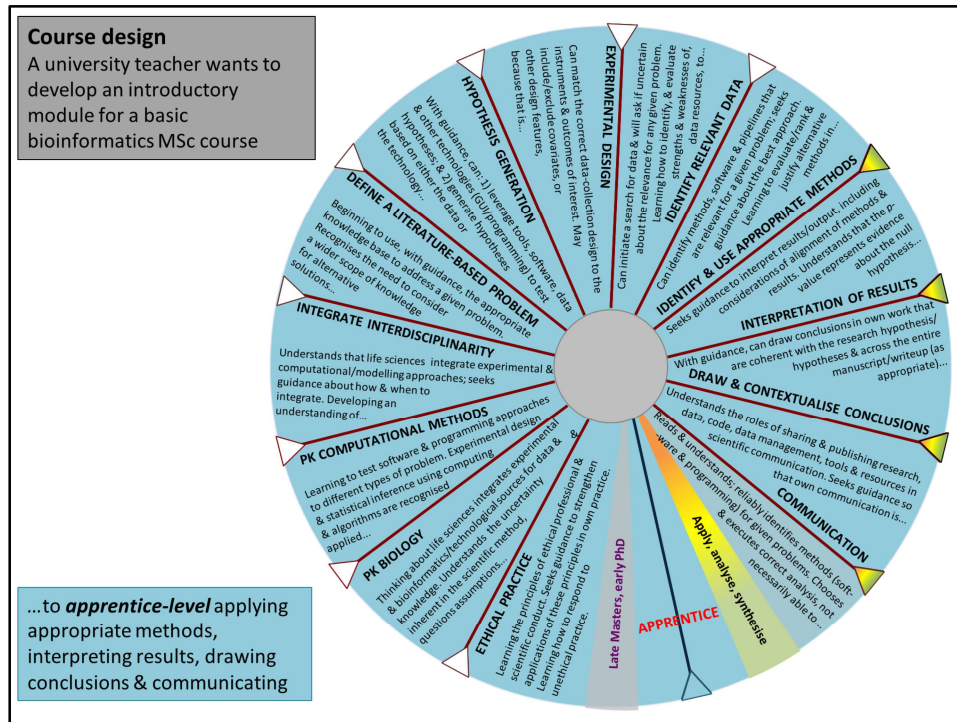 Course design
A university teacher wants to
develop an introductory
module for a basic
bioinformatics MSc course
…to apprentice-level applying
appropriate methods,
interpreting results, drawing
conclusions & communicating
EXPERIMENTAL DESIGN
Can initiate a search for data & will ask if uncertain
about the relevance for any given problem.
Learning how to identify, & evaluate
strengths & weaknesses of,
data resources, to…
IDENTIFY RELEVANT DATA
Can identify methods, software & pipelines that
are relevant for a given problem; seeks
guidance about the best approach.
Learning to evaluate/rank &
justify alternative
methods in…
IDENTIFY & USE APPROPRIATE METHODS
Seeks guidance to interpret results/output, including
considerations of alignment of methods &
results. Understands that the p-
value represents evidence
about the null
hypothesis…
INTERPRETATION OF RESULTS
With guidance, can draw conclusions in own work that
are coherent with the research hypothesis/
hypotheses & across the entire
manuscript/writeup (as
appropriate)…
DRAW & CONTEXTUALISE CONCLUSIONS
Understands the roles of sharing & publishing research,
data, code, data management, tools & resources in
scientific communication. Seeks guidance so
that own communication is…
COMMUNICATION
Reads & understands; reliably identifies methods (soft-
-ware & programming) for given problems. Chooses
& executes correct analysis, not
necessarily able to…
Apply, analyse, synthesise
APPRENTICE
Late Masters, early PhD
ETHICAL PRACTICE
Learning the principles of ethical professional &
scientific conduct. Seeks guidance to strengthen
applications of these principles in own practice.
Learning how to respond to
unethical practice.
PK BIOLOGY
Thinking about life sciences integrates experimental
& bioinformatics/technological sources for data & &
knowledge. Understands the uncertainty
inherent in the scientific method,
questions assumptions…
PK COMPUTATIONAL METHODS
Learning to test software & programming approaches
to different types of problem. Experimental design
& statistical inference using computing
& algorithms are recognised
applied…
INTEGRATE INTERDISCIPLINARITY
Understands that life sciences integrate experimental &
computational/modelling approaches; seeks
guidance about how & when to
integrate. Developing an
understanding of…
DEFINE A LITERATURE-BASED PROBLEM
Beginning to use, with guidance, the appropriate
knowledge base to address a given problem.
Recognises the need to consider
a wider scope of knowledge
for alternative
solutions…
HYPOTHESIS GENERATION
With guidance, can: 1) leverage tools, software, data
& other technologies (GUI/programming) to test
hypotheses; & 2) generate hypotheses
based on either the data or
the technology…
Can match the correct data-collection design to the
instruments & outcomes of interest. May
include/exclude covariates, or
other design features,
because that is…